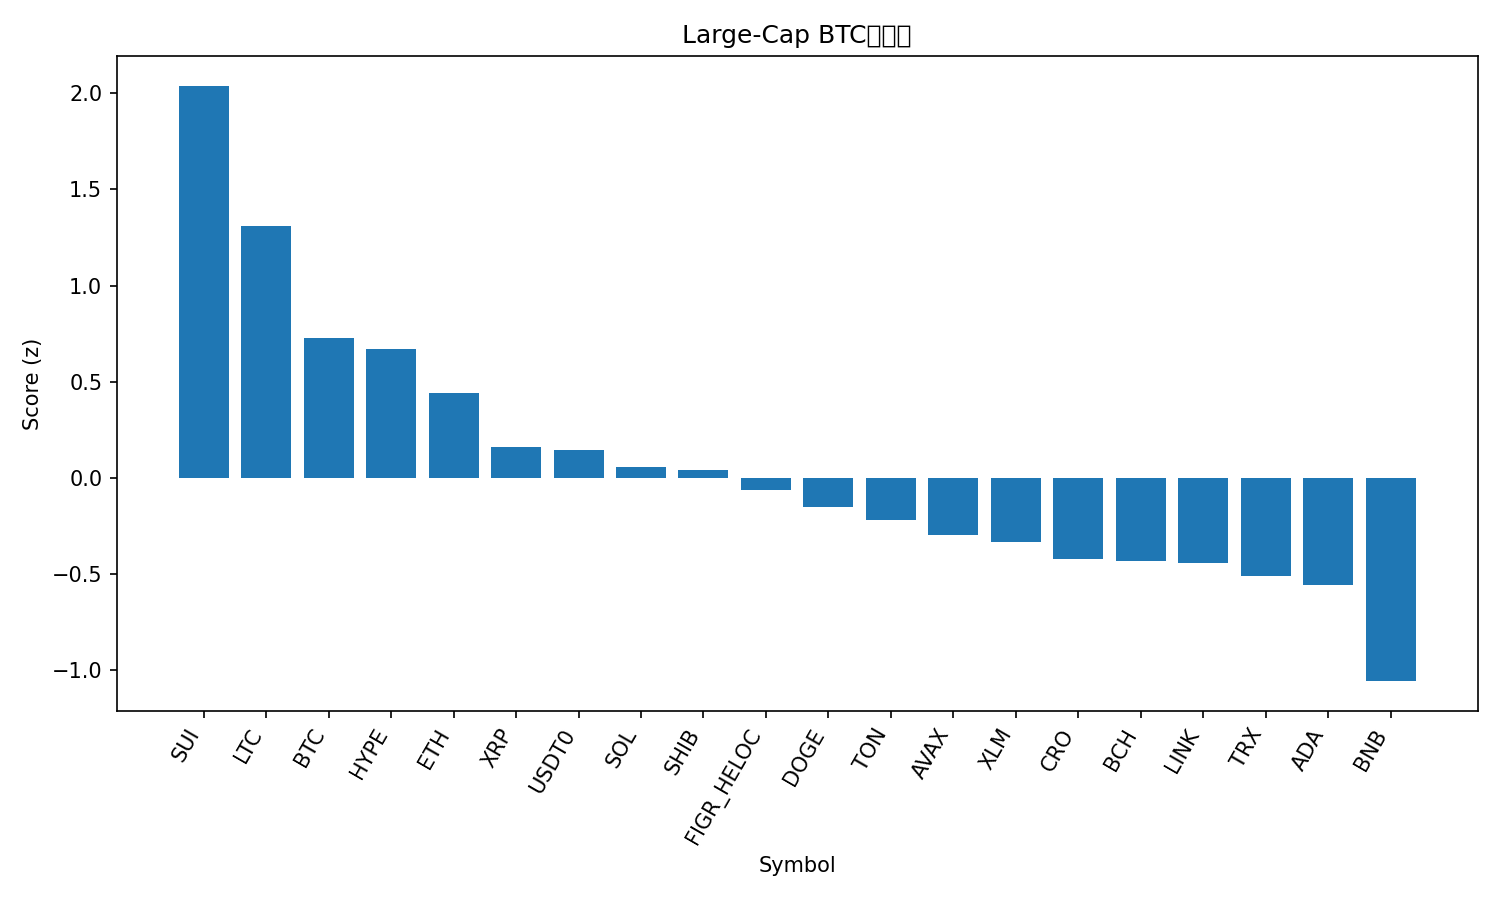 Large-Cap BTC
2.0
1.5
1.0
0.5
0.0
−0.5
−1.0
Score (z)
SUI
LTC
BTC
HYPE
ETH
XRP
USDT0
SOL
SHIB
FIGR_HELOC
DOGE
TON
AVAX
XLM
CRO
BCH
LINK
TRX
ADA
BNB
Symbol